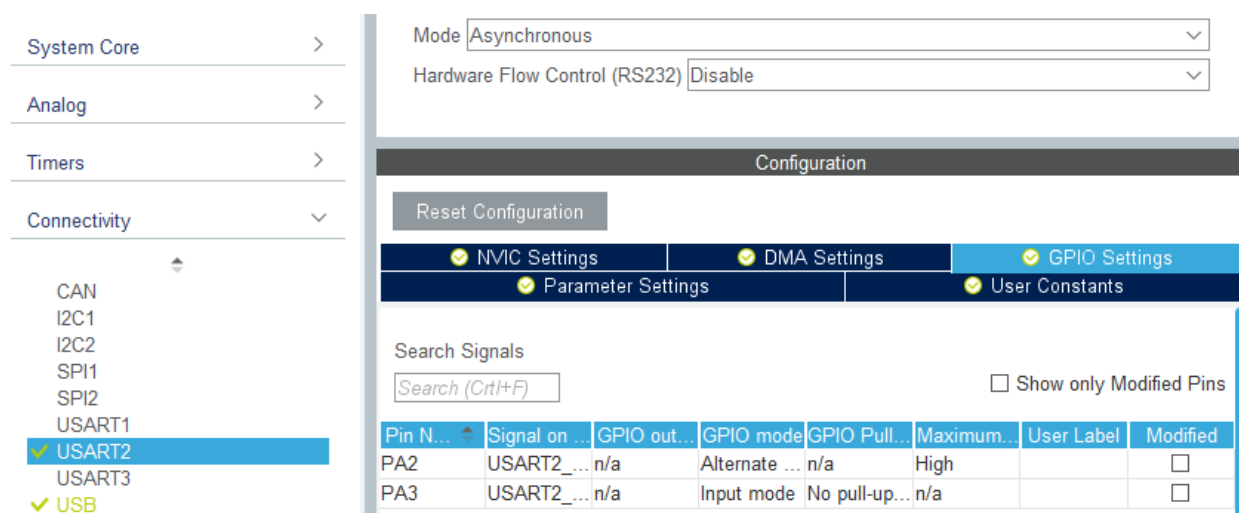 System Core
Analog
Timers
Connectivity
CAN
I2C1
I2C2
SPI1
SPI2
USART1
USART2
USART3
USB
Mode Asynchronous
Hardware Flow Control (RS232) Disable
Configuration
Reset Configuration
NVIC Settings DMA Settings GPIO Settings
Parameter Settings User Constants
Search Signals
Search (CrtI+F)
Show only Modified Pins
Pin N... Signal on ... GPIO out... GPIO mode GPIO Pull... Maximum... User Label Modified
PA2 USART2_... n/a Alternate ... n/a High
PA3 USART2_... n/a Input mode No pull-up... n/a